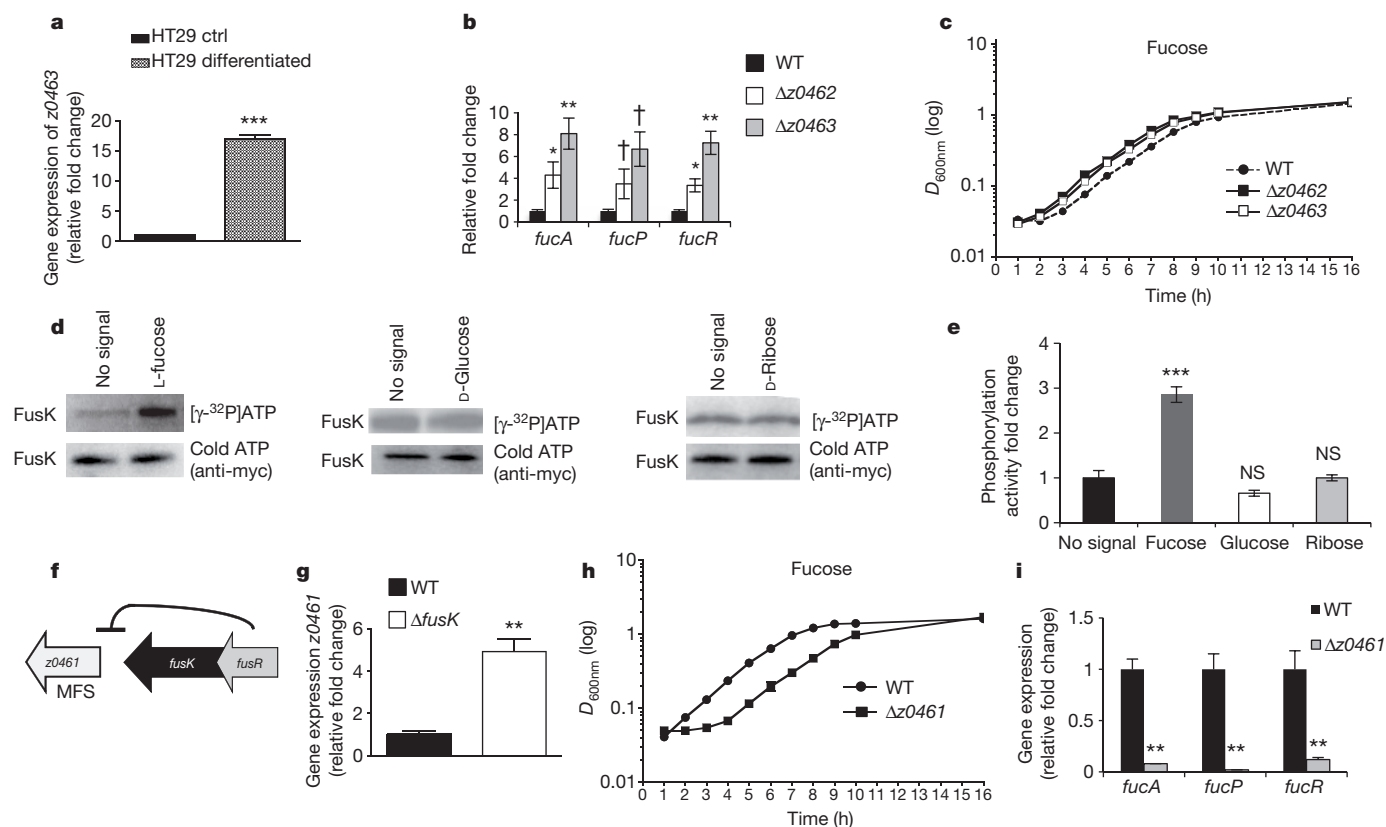 a
HT29 ctrl
HT29 differentiated
Gene expression of z0463
(relative fold change)
20
15
10
5
0
***
b
WT
Δz0462
Δz0463
Relative fold change
10
8
6
4
2
0
*
**
†
†
*
**
fucA
fucP
fucR
c
Fucose
D600nm (log)
10
1
0.1
0.01
WT
Δz0462
Δz0463
0 1 2 3 4 5 6 7 8 9 10 11 12 13 14 15 16
Time (h)
d
No signal
L-fucose
FusK
[γ-32P]ATP
FusK
Cold ATP
(anti-myc)
No signal
D-Glucose
FusK
[γ-32P]ATP
FusK
Cold ATP
(anti-myc)
No signal
D-Ribose
FusK
[γ-32P]ATP
FusK
Cold ATP
(anti-myc)
e
Phosphorylation
activity fold change
4
3
2
1
0
***
NS
NS
No signal Fucose Glucose Ribose
f
z0461
fusK
fusR
MFS
g
WT
ΔfusK
Gene expression z0461
(relative fold change)
6
4
2
0
**
h
Fucose
D600nm (log)
10
1
0.1
0.01
WT
Δz0461
0 1 2 3 4 5 6 7 8 9 10 11 12 13 14 15 16
Time (h)
i
WT
Δz0461
Gene expression
(relative fold change)
1.5
1
0.5
0
**
**
**
fucA
fucP
fucR